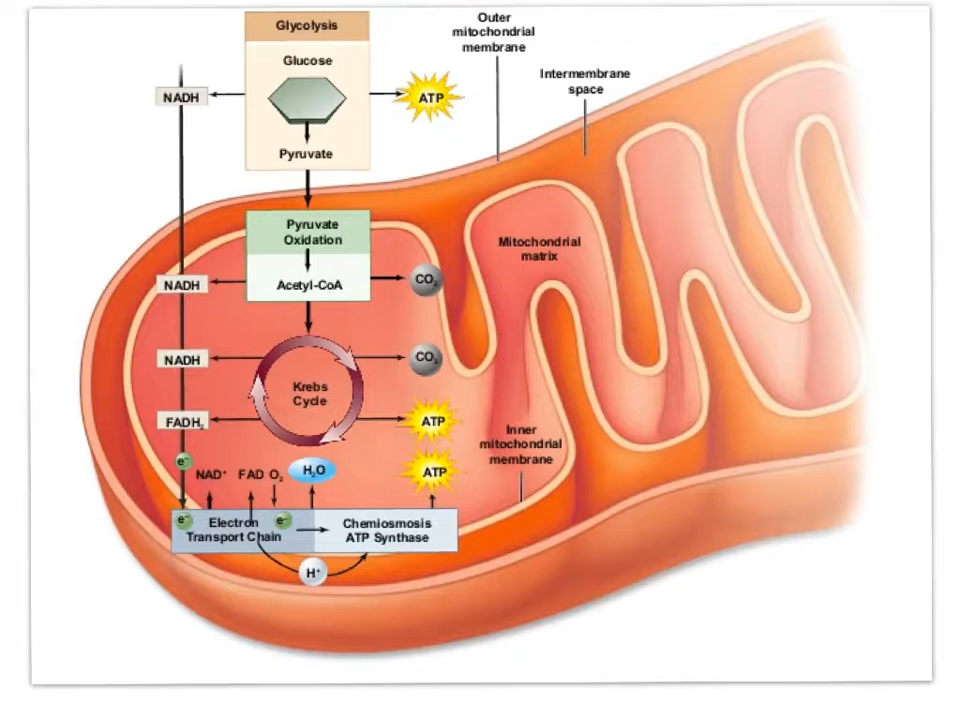 Glycolysis
Glucose
NADH
ATP
Pyruvate
Outer
mitochondrial
membrane
Intermembrane
space
Pyruvate
Oxidation
Mitochondrial
matrix
NADH
Acetyl-CoA
CO₂
NADH
CO₂
Krebs
Cycle
FADH₂
ATP
Inner
mitochondrial
membrane
e⁻
NAD⁺
FAD
O₂
H₂O
ATP
e⁻
Electron
Transport Chain
e⁻
Chemiosmosis
ATP Synthase
H⁺